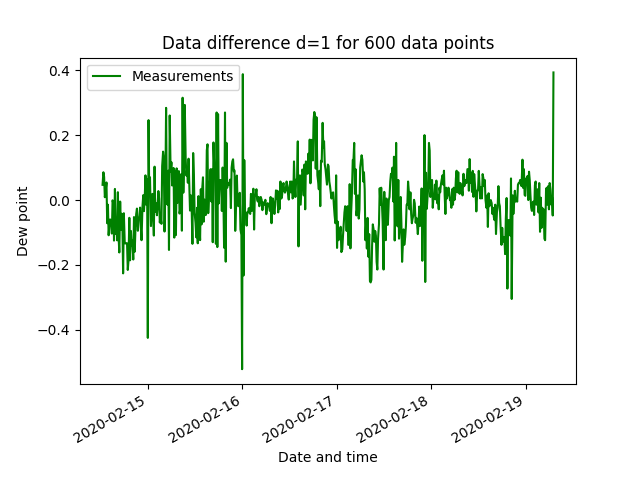 Data difference d=1 for 600 data points
Measurements
Dew point
0.4
0.2
0.0
−0.2
−0.4
2020-02-15
2020-02-16
2020-02-17
2020-02-18
2020-02-19
Date and time